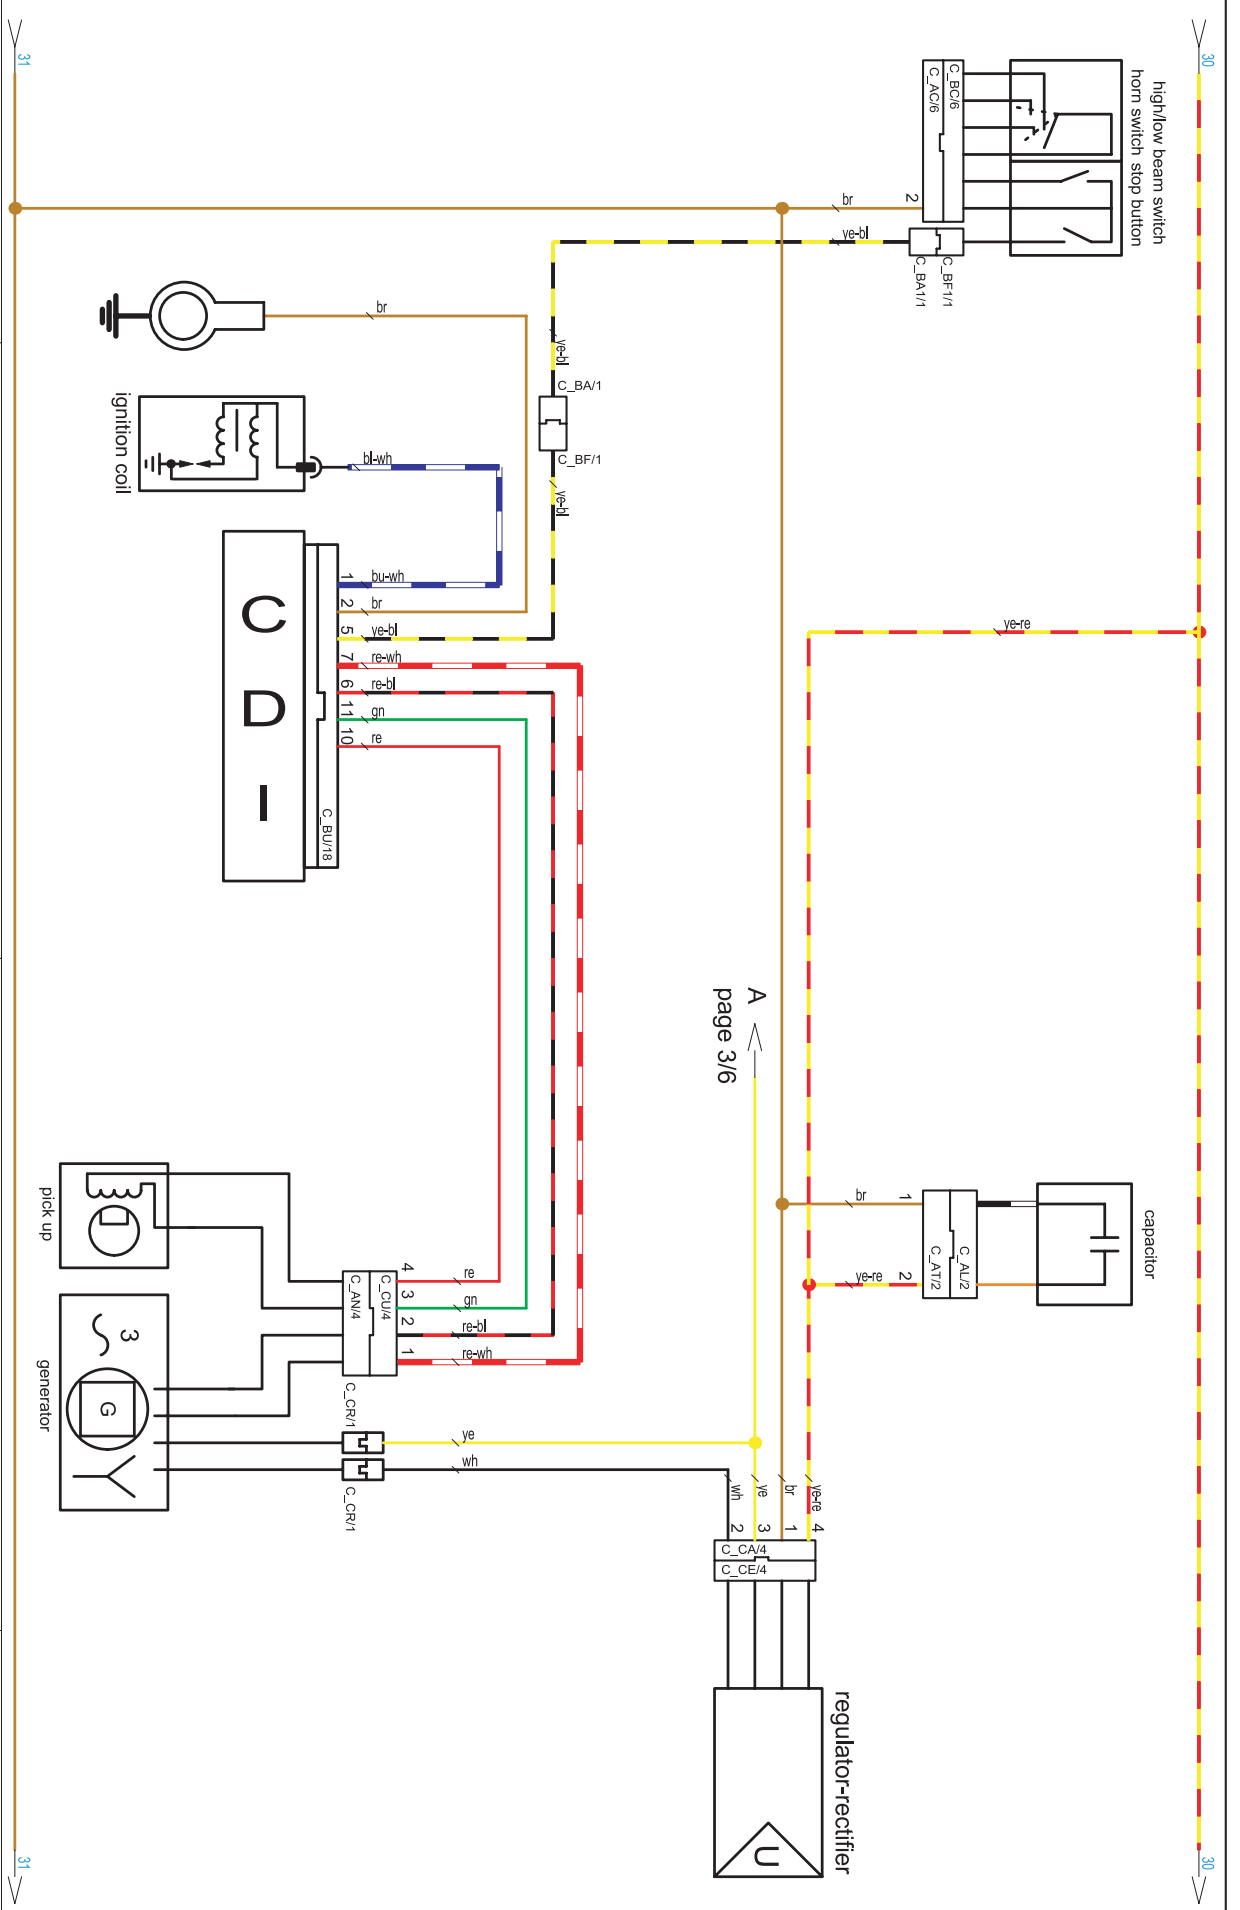 30
30
high/low beam switch
horn switch stop button
C_BC/6
C_AC/6
2
br
ye-bl
C_BF1/1
C_BA1/1
ye-bl
C_BA/1
C_BF/1
ye-bl
br
ignition coil
bl-wh
C
D
I
C_BU/18
1
bu-wh
2
br
5
ye-bl
7
re-wh
6
re-bl
11
gn
10
re
ye-re
A
page 3/6
capacitor
C_AL/2
C_AT/2
1
br
2
ye-re
pick up
generator
3
G
C_CU/4
C_AN/4
4
re
3
gn
2
re-bl
1
re-wh
C_CR/1
ye
wh
C_CR/1
ye-re
br
ye
wh
4
1
3
2
C_CA/4
C_CE/4
regulator-rectifier
U
31
31